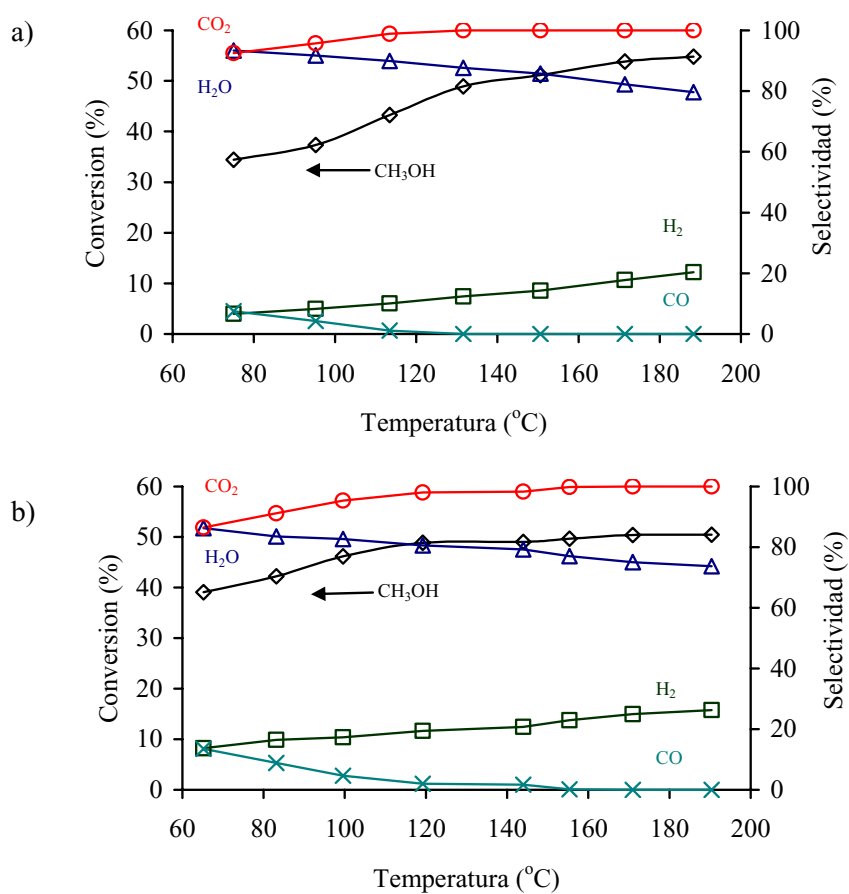 a)
CO₂
H₂O
CH₃OH
H₂
CO
Conversion (%)
60
50
40
30
20
10
0
Selectividad (%)
100
80
60
40
20
0
60 80 100 120 140 160 180 200
Temperatura (°C)
b)
CO₂
H₂O
CH₃OH
H₂
CO
Conversion (%)
60
50
40
30
20
10
0
Selectividad (%)
100
80
60
40
20
0
60 80 100 120 140 160 180 200
Temperatura (°C)